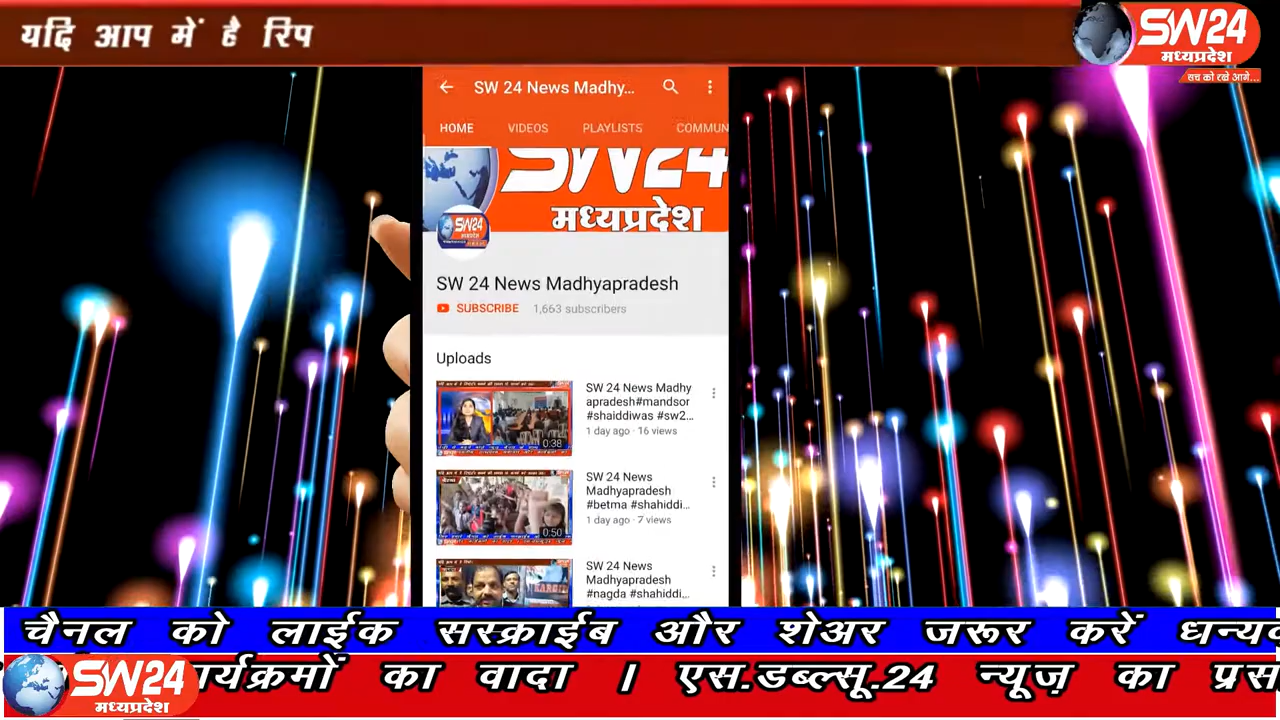 यदि आप में है रिप
SW24
मध्यप्रदेश
सच को रखे आगे...
SW 24 News Madhy...
HOME VIDEOS PLAYLISTS COMMUN
SW24
मध्यप्रदेश
SW24
SW 24 News Madhyapradesh
SUBSCRIBE 1,663 subscribers
Uploads
SW 24 News Madhy
apradesh#mandsor
#shaiddiwas #sw2...
1 day ago · 16 views
0:38
SW 24 News
Madhyapradesh
#betma #shahiddi...
1 day ago · 7 views
0:50
SW 24 News
Madhyapradesh
#nagda #shahiddi...
चैनल को लाईक सस्क्राईब और शेअर जरूर करें धन्यव
र्यक्रमों का वादा । एस.डब्ल्सू.24 न्यूज़ का प्रस
SW24
मध्यप्रदेश